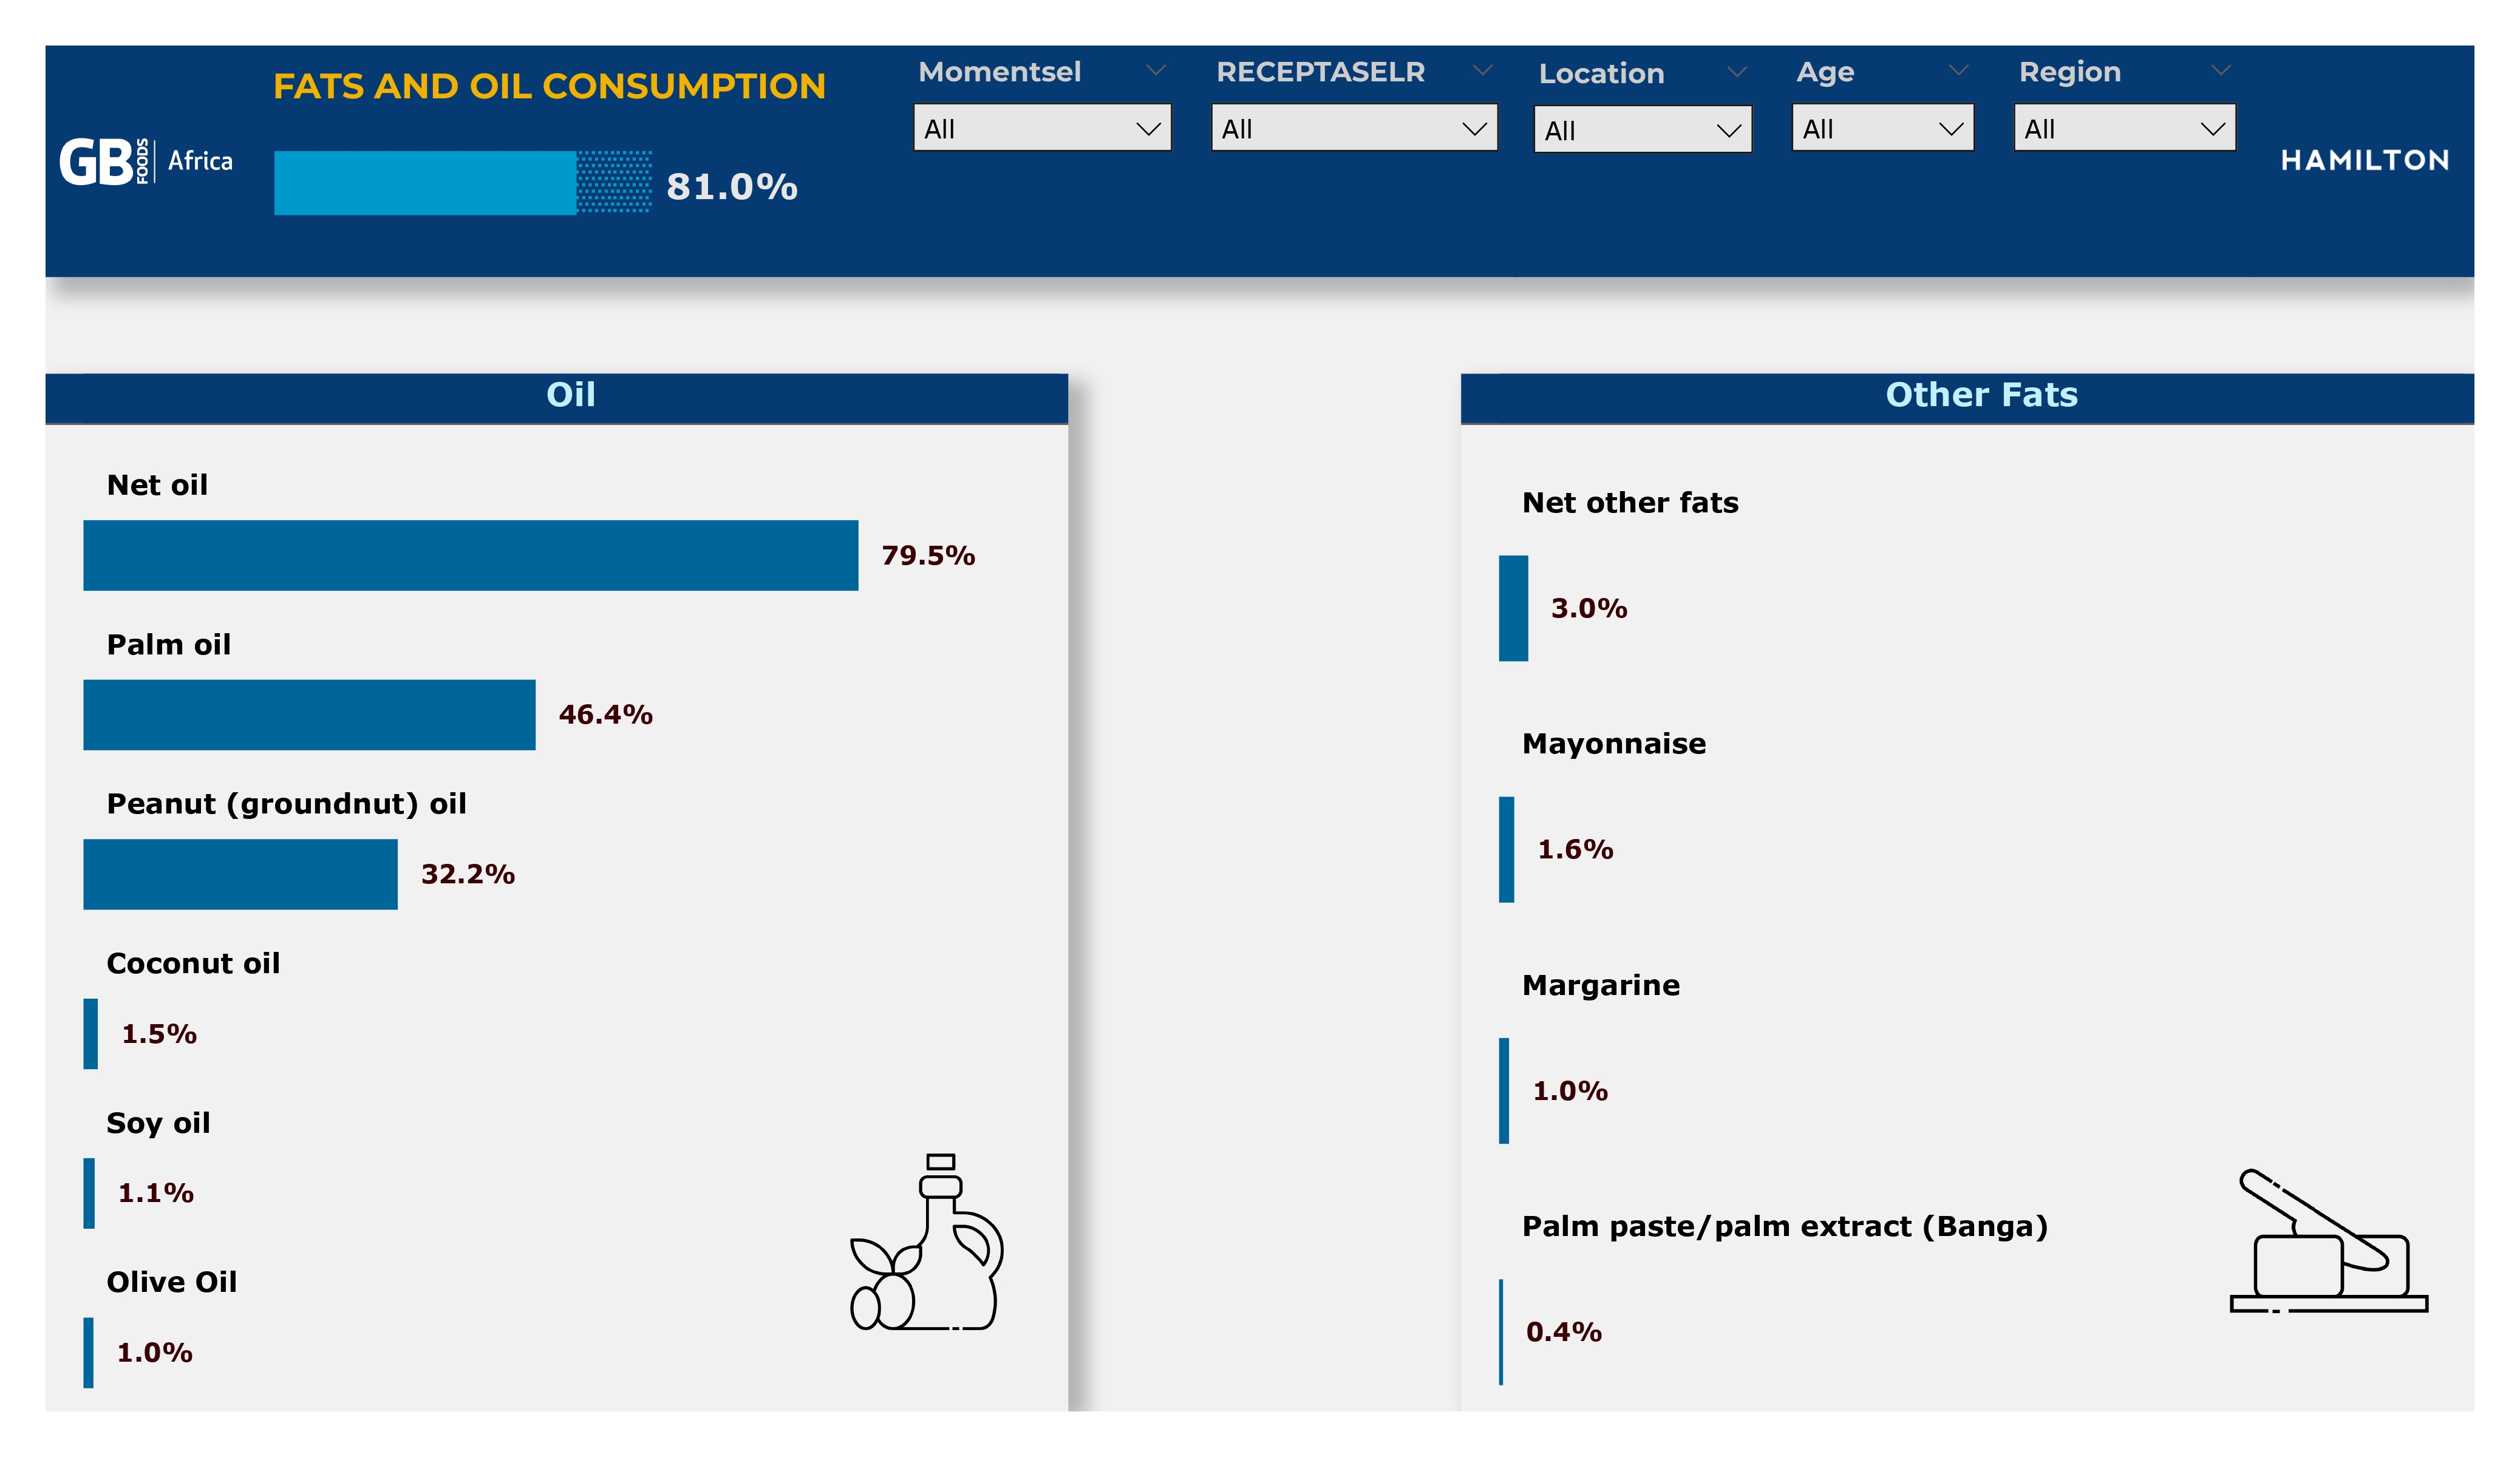 FATS AND OIL CONSUMPTION
Momentsel
RECEPTASELR
Location
Age
Region
All
All
All
All
All
GB FOODS Africa
81.0%
HAMILTON
Oil
Net oil
79.5%
Palm oil
46.4%
Peanut (groundnut) oil
32.2%
Coconut oil
1.5%
Soy oil
1.1%
Olive Oil
1.0%
Other Fats
Net other fats
3.0%
Mayonnaise
1.6%
Margarine
1.0%
Palm paste/palm extract (Banga)
0.4%